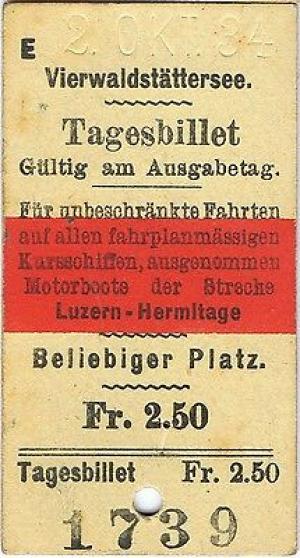 2. OKT. 34
E
Vierwaldstättersee.
Tagesbillet
Gültig am Ausgabetag.
Für unbeschränkte Fahrten
auf allen fahrplanmässigen
Kursschiffen, ausgenommen
Motorboote der Strecke
Luzern - Hermitage
Beliebiger Platz.
Fr. 2.50
Tagesbillet Fr. 2.50
1739